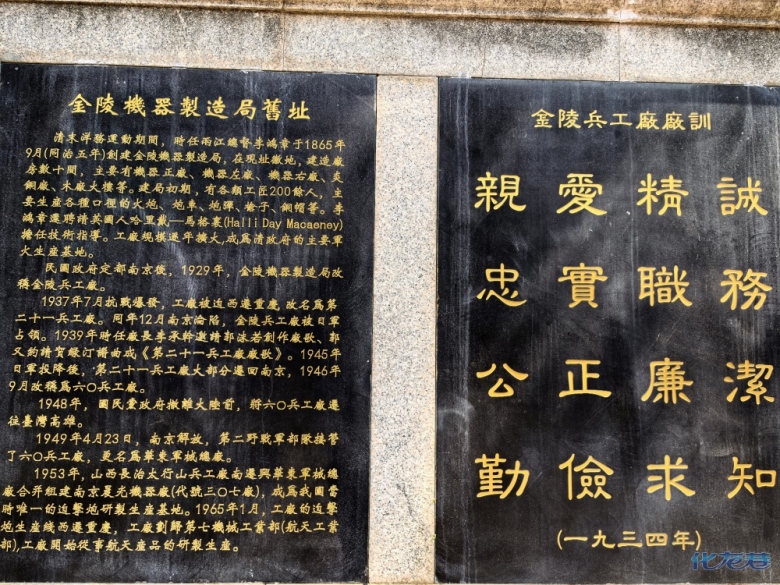 金陵機器製造局舊址
清末洋務運動期間，時任兩江總督李鴻章于1865年
9月(同治五年)創建金陵機器製造局，在現址徵地，建造廠
房數十間，主要有機器正廠、機器左廠、機器右廠、炎
銅廠、木廠大樓等。建局初期，有各類工匠200餘人，主
要生產各種口徑的大炮、炮車、炮彈、槍子、銅帽等。李
鴻章還聘請英國人哈里戴—馬格裏(Halli Day Macaeney)
擔任技術指導。工廠規模逐年擴大，成爲清政府的主要軍
火生産基地。
民國政府定都南京後，1929年，金陵機器製造局改
稱金陵兵工廠。
1937年7月抗戰爆發，工廠被迫西遷重慶，改名爲第
二十一兵工廠。同年12月南京淪陷，金陵兵工廠被日軍
占領。1939年時任廠長李承幹邀請郭沫若創作廠歌、郭
又約請賀緑汀譜曲成《第二十一兵工廠廠歌》。1945年
日軍投降後，第二十一兵工廠大部分遷回南京，1946年
9月改稱爲六〇兵工廠。
1948年，國民黨政府撤離大陸前，將六〇兵工廠遷
往臺灣高雄。
1949年4月23日，南京解放，第二野戰軍部隊接管
了六〇兵工廠，更名爲華東軍械總廠。
1953年，山西長治太行山兵工廠南遷與華東軍械總
廠合并組建南京晨光機器廠(代號三〇七廠)，成爲我國當
時唯一的迫擊炮研製生産基地。1965年1月，工廠的迫擊
炮生産綫西遷重慶，工廠劃歸第七機械工業部(航天工業
部)，工廠開始從事航天産品的研製生産。
金陵兵工廠廠訓
親愛精誠
忠實職務
公正廉潔
勤儉求知
(一九三四年)
化龙巷